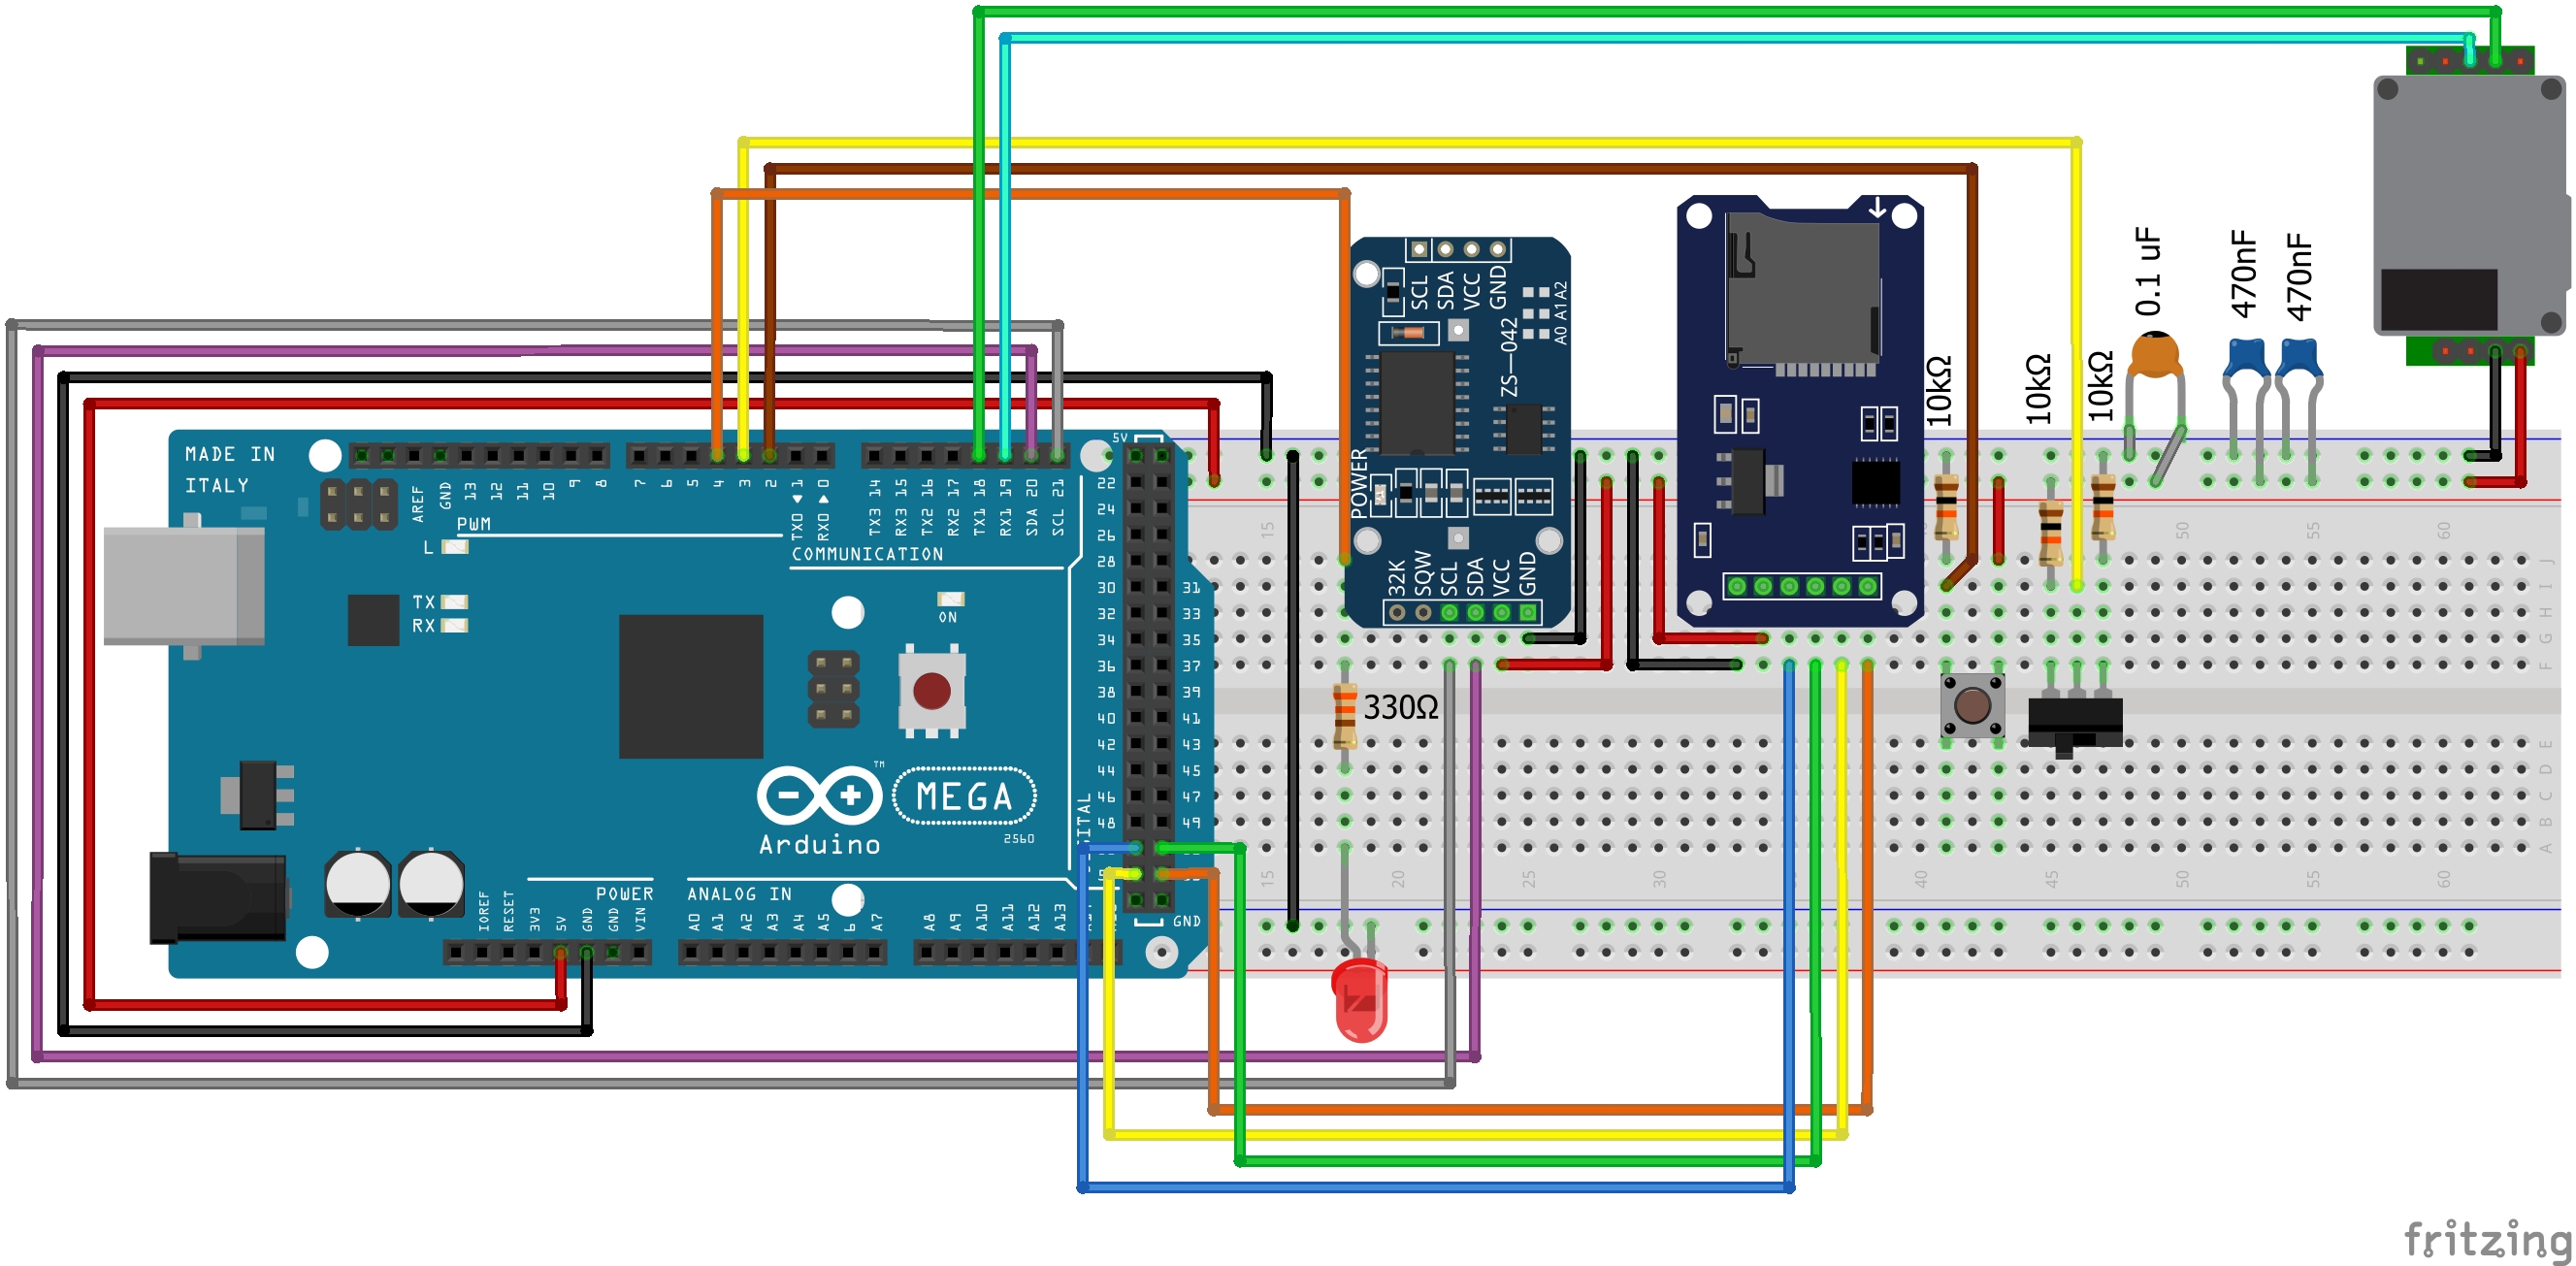 MADE IN
ITALY
AREF
GND
13
12
11
10
9
8
7
6
5
4
3
2
TX0 ▶ 1
RX0 ◀ 0
TX3 14
RX3 15
TX2 16
RX2 17
TX1 18
RX1 19
SDA 20
SCL 21
PWM
COMMUNICATION
L
TX
RX
ON
5V
22
24
26
28
30
31
32
33
34
35
36
37
38
39
40
41
42
43
44
45
46
47
48
49
GND
MEGA
TM
Arduino
2560
POWER
ANALOG IN
IOREF
RESET
3V3
5V
GND
GND
VIN
A0
A1
A2
A3
A4
A5
A7
A8
A9
A10
A11
A12
A13
SCL
SDA
VCC
GND
A0 A1 A2
ZS-042
POWER
32K
SQW
SCL
SDA
VCC
GND
330Ω
10kΩ
10kΩ
10kΩ
0.1 uF
470nF
470nF
15
50
55
60
J
I
H
G
F
E
D
C
B
A
15
20
25
30
40
45
50
55
60
fritzing